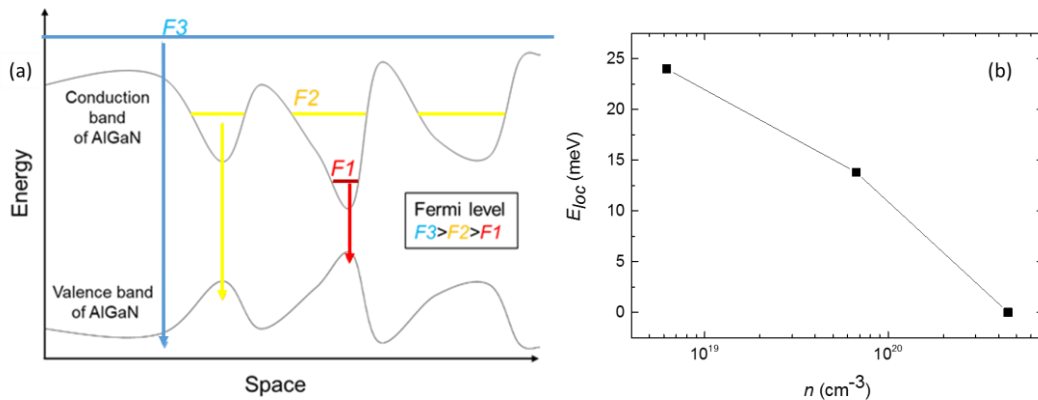 (a)
F3
Conduction
band
of AlGaN
F2
F1
Fermi level
F3>F2>F1
Valence band
of AlGaN
Energy
Space
(b)
25
20
15
10
5
0
E_loc (meV)
10^19
10^20
n (cm^-3)